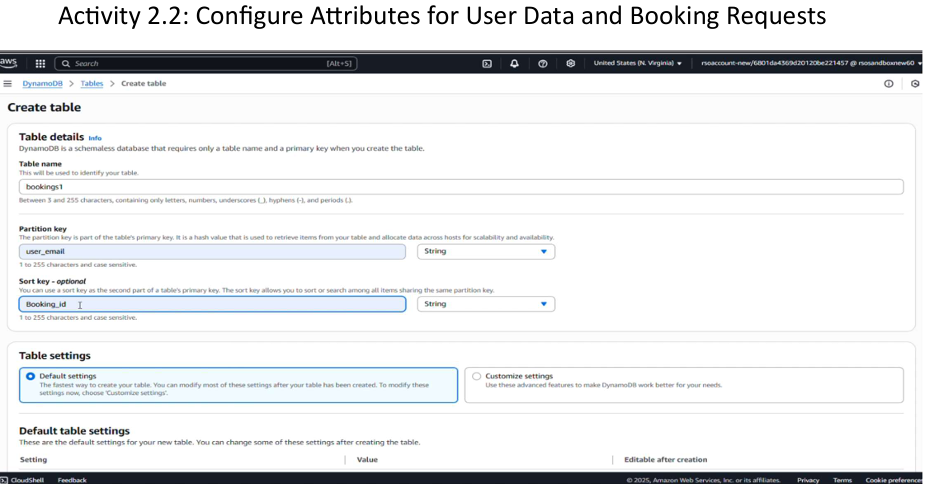 Activity 2.2: Configure Attributes for User Data and Booking Requests
aws Search [Alt+S] United States (N. Virginia) rsoaccount-new/6801da4369d20120be221457 @ rsosandboxnew60
DynamoDB > Tables > Create table
Create table
Table details Info
DynamoDB is a schemaless database that requires only a table name and a primary key when you create the table.
Table name
This will be used to identify your table.
bookings1
Between 3 and 255 characters, containing only letters, numbers, underscores (_), hyphens (-), and periods (.).
Partition key
The partition key is part of the table's primary key. It is a hash value that is used to retrieve items from your table and allocate data across hosts for scalability and availability.
user_email String
1 to 255 characters and case sensitive.
Sort key - optional
You can use a sort key as the second part of a table's primary key. The sort key allows you to sort or search among all items sharing the same partition key.
Booking_id String
1 to 255 characters and case sensitive.
Table settings
Default settings
The fastest way to create your table. You can modify most of these settings after your table has been created. To modify these
settings now, choose 'Customize settings'.
Customize settings
Use these advanced features to make DynamoDB work better for your needs.
Default table settings
These are the default settings for your new table. You can change some of these settings after creating the table.
Setting Value Editable after creation
CloudShell Feedback © 2025, Amazon Web Services, Inc. or its affiliates. Privacy Terms Cookie preferences